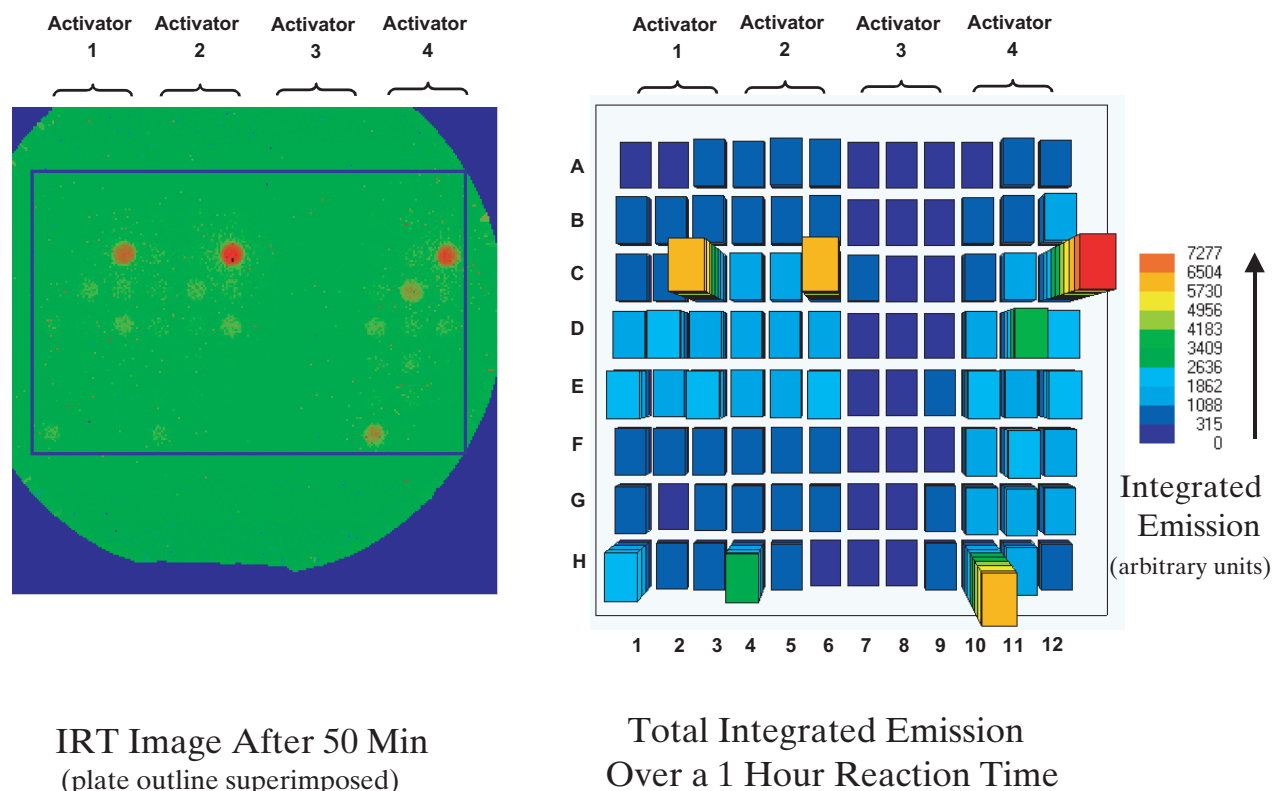 Activator Activator Activator Activator
1 2 3 4
Activator Activator Activator Activator
1 2 3 4
A
B
C
D
E
F
G
H
1 2 3 4 5 6 7 8 9 10 11 12
7277
6504
5730
4956
4183
3409
2636
1862
1088
315
0
Integrated
Emission
(arbitrary units)
IRT Image After 50 Min
(plate outline superimposed)
Total Integrated Emission
Over a 1 Hour Reaction Time